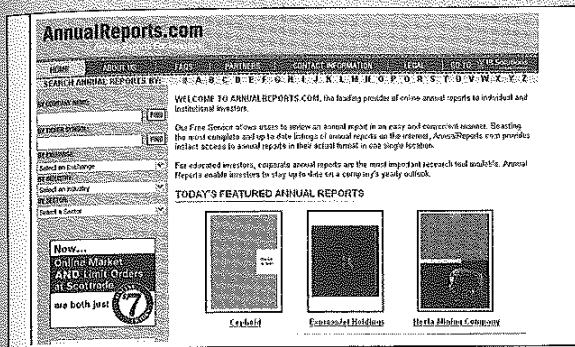 AnnualReports.com
HOME ABOUT US FAQS PARTNERS CONTACT INFORMATION LEGAL GO TO
SEARCH ANNUAL REPORTS BY: A B C D E F G H I J K L M N O P Q R S T U V W X Y Z
BY COMPANY NAME:
FIND
BY TICKER SYMBOL:
FIND
BY EXCHANGE:
Select an Exchange
BY INDUSTRY:
Select an Industry
BY SECTOR:
Select a Sector
WELCOME TO ANNUALREPORTS.COM, the leading provider of online annual reports to individual and
institutional investors.
Our Free Service allows users to review an annual report in an easy and convenient manner. Boasting
the most complete and up to date listings of annual reports on the internet, AnnualReports.com provides
instant access to annual reports in their actual format in one single location.
For educated investors, corporate annual reports are the most important research tool available. Annual
Reports enable investors to stay up to date on a company's yearly outlook.
TODAY'S FEATURED ANNUAL REPORTS
Now...
Online Market
AND Limit Orders
at Scottrade
are both just $7
Cepheid
ExpressJet Holdings
Hecla Mining Company